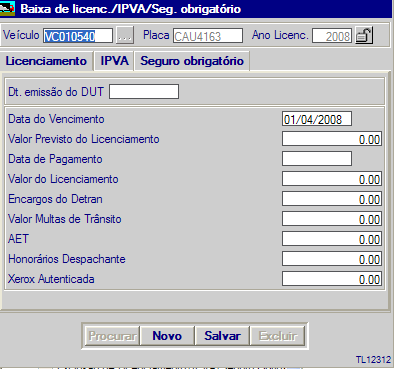 Baixa de licenc./IPVA/Seg. obrigatório
Veículo VC010540 ... Placa CAU4163 Ano Licenc. 2008
Licenciamento IPVA Seguro obrigatório
Dt. emissão do DUT
Data do Vencimento 01/04/2008
Valor Previsto do Licenciamento 0.00
Data de Pagamento
Valor do Licenciamento 0.00
Encargos do Detran 0.00
Valor Multas de Trânsito 0.00
AET 0.00
Honorários Despachante 0.00
Xerox Autenticada 0.00
Procurar Novo Salvar Excluir
TL12312